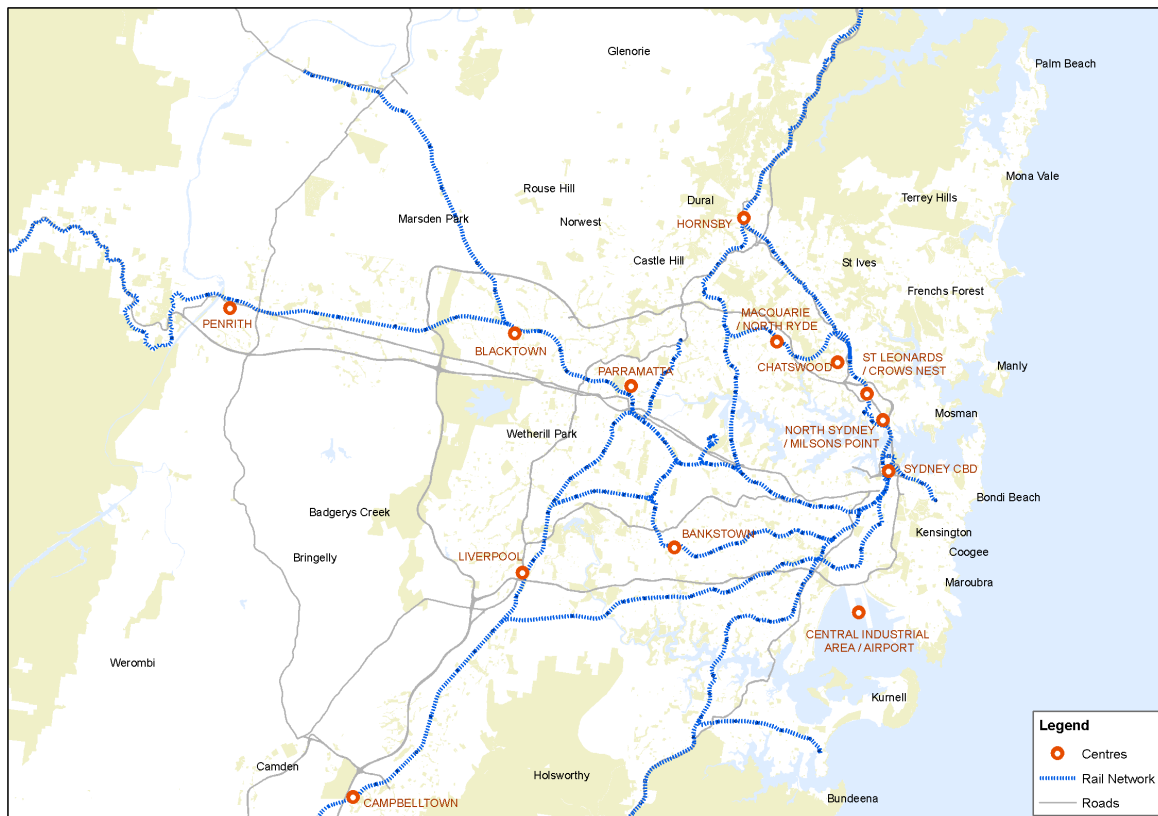 Glenorie
Palm Beach
Mona Vale
Rouse Hill
Terrey Hills
Dural
Marsden Park
Norwest
HORNSBY
Castle Hill
St Ives
Frenchs Forest
PENRITH
MACQUARIE
/ NORTH RYDE
BLACKTOWN
ST LEONARDS
/ CROWS NEST
CHATSWOOD
Manly
PARRAMATTA
Mosman
Wetherill Park
NORTH SYDNEY
/ MILSONS POINT
SYDNEY CBD
Bondi Beach
Badgerys Creek
Kensington
BANKSTOWN
Coogee
Bringelly
LIVERPOOL
Maroubra
CENTRAL INDUSTRIAL
AREA / AIRPORT
Werombi
Kurnell
Camden
Holsworthy
CAMPBELLTOWN
Bundeena
Legend
Centres
Rail Network
Roads